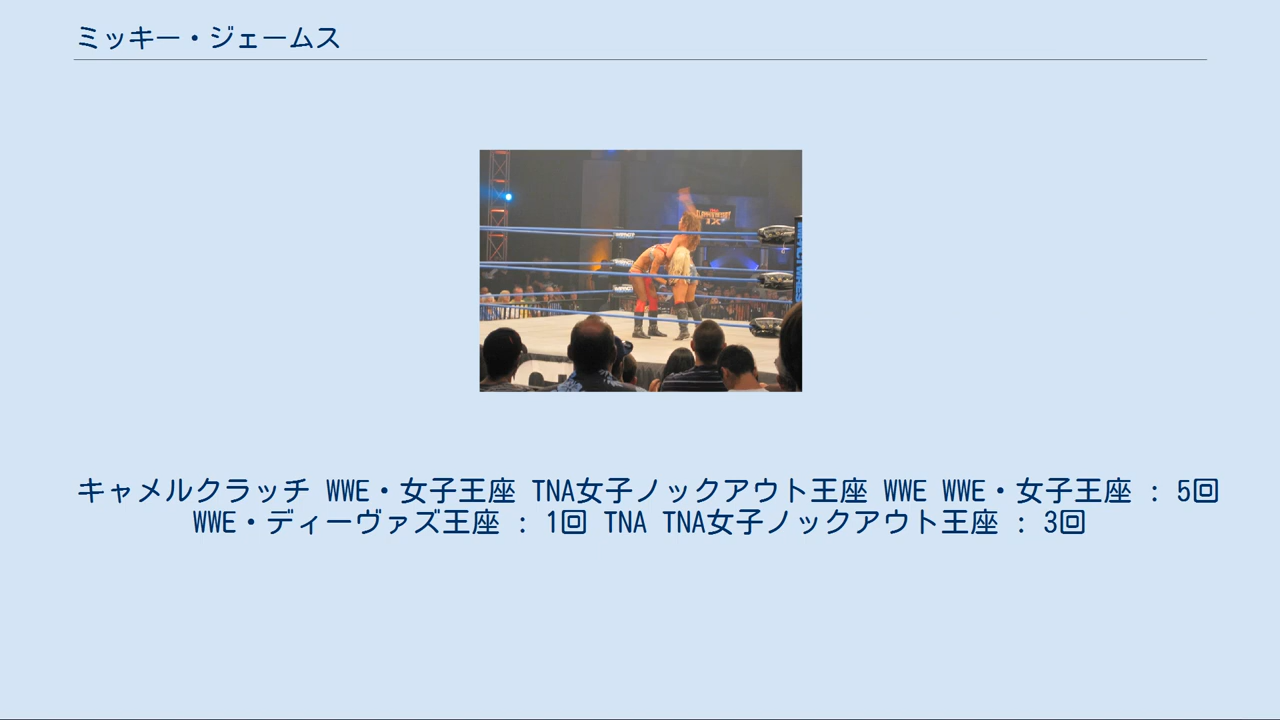 ミッキー・ジェームス
キャメルクラッチ WWE・女子王座 TNA女子ノックアウト王座 WWE WWE・女子王座 : 5回
WWE・ディーヴァズ王座 : 1回 TNA TNA女子ノックアウト王座 : 3回